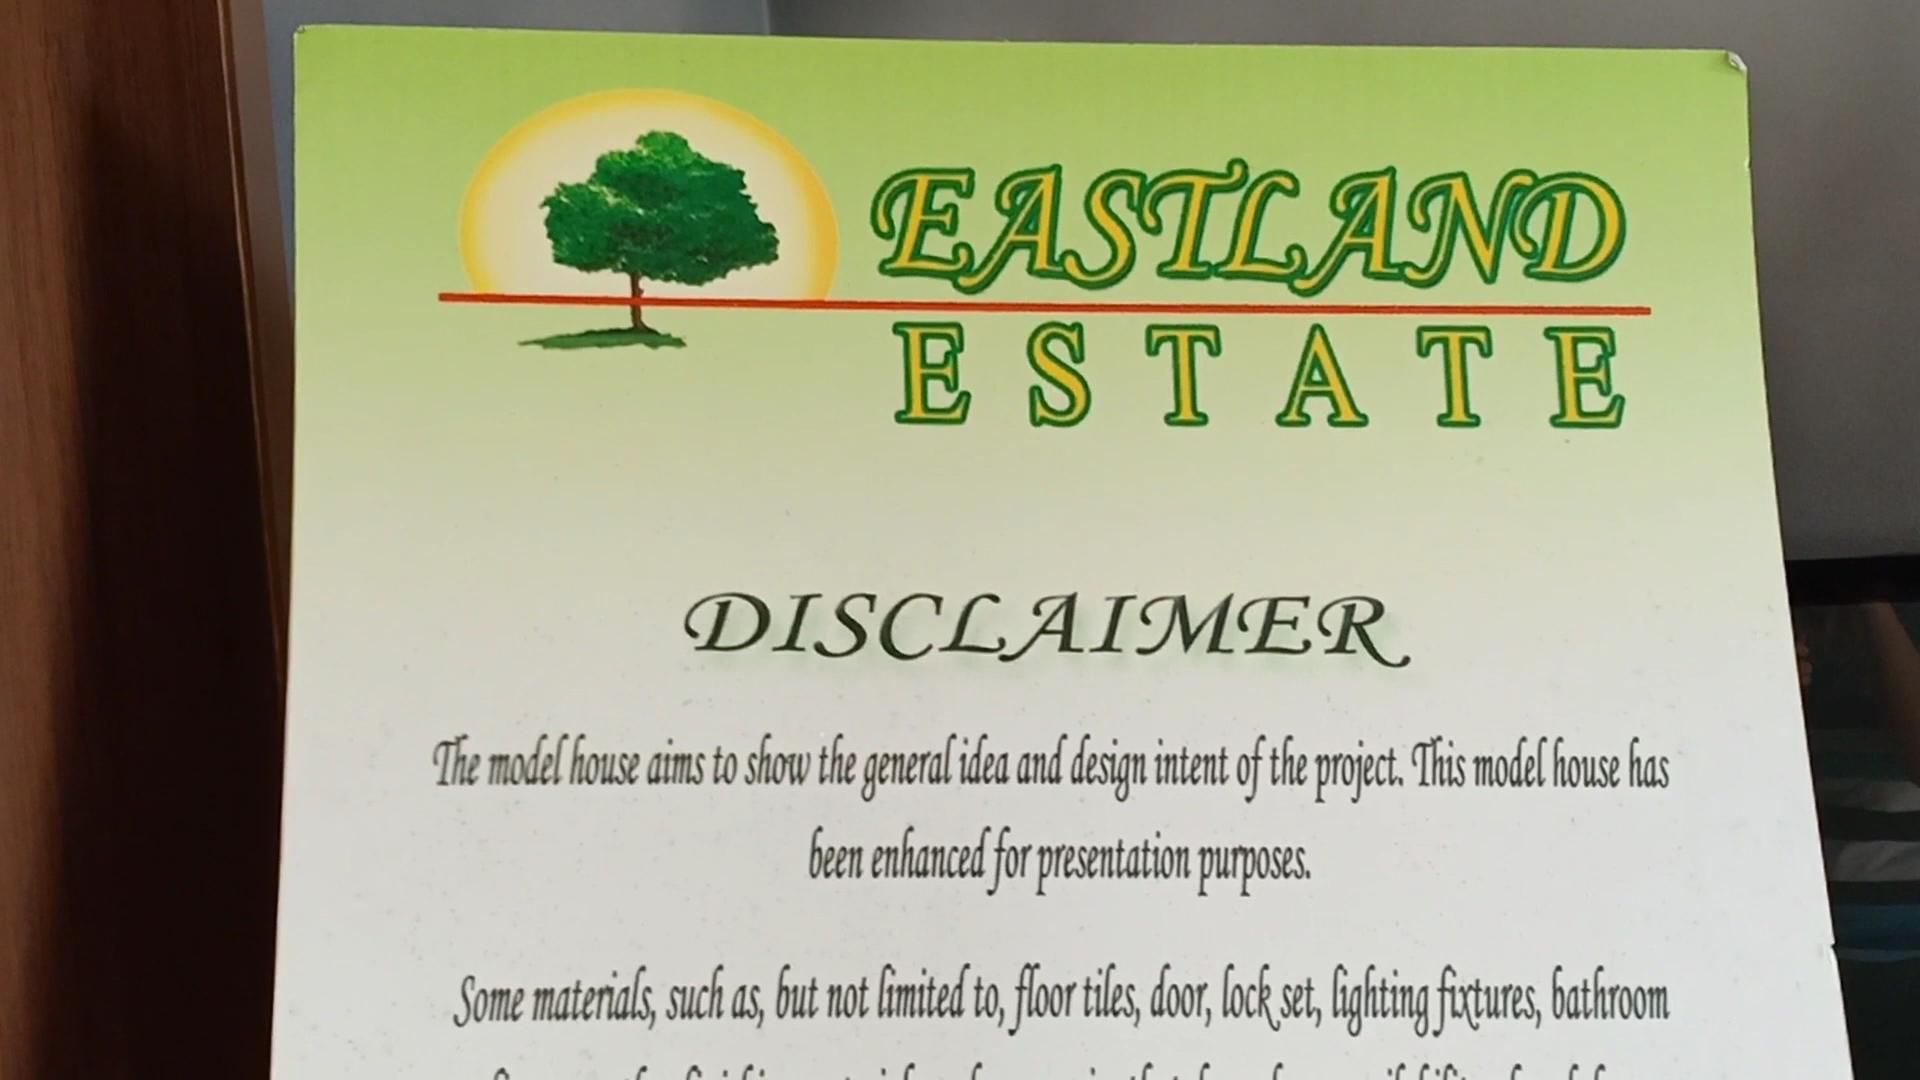 EASTLAND
ESTATE
DISCLAIMER
The model house aims to show the general idea and design intent of the project. This model house has
been enhanced for presentation purposes.
Some materials, such as, but not limited to, floor tiles, door, lock set, lighting fixtures, bathroom